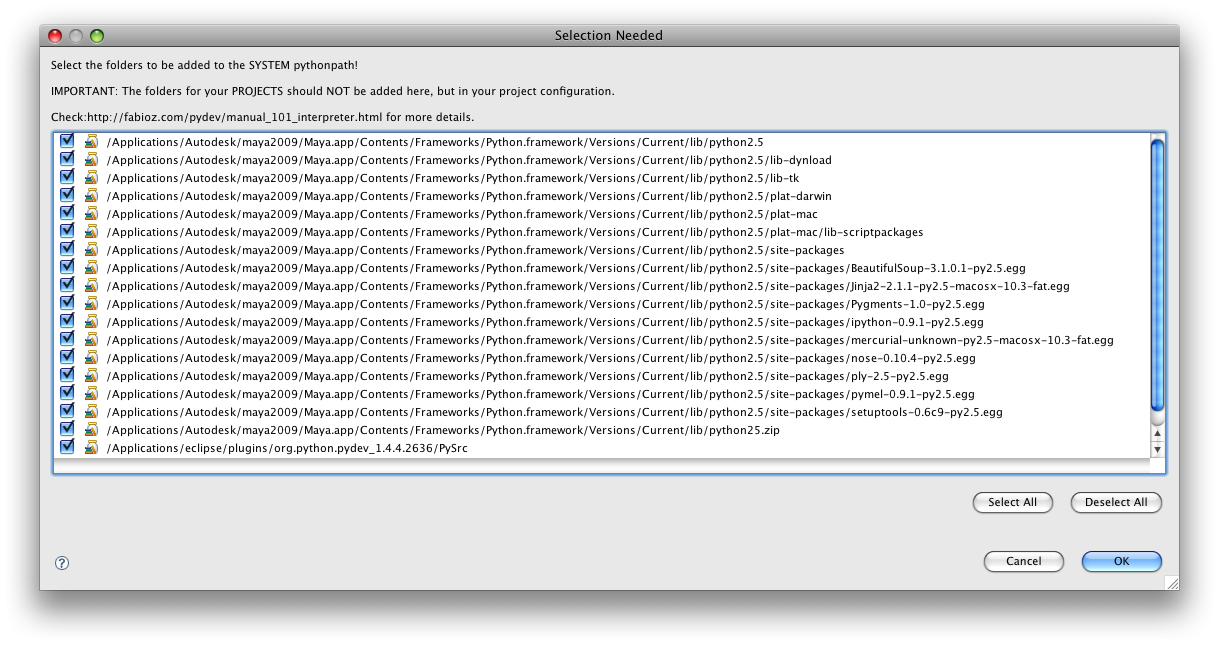 Selection Needed
Select the folders to be added to the SYSTEM pythonpath!
IMPORTANT: The folders for your PROJECTS should NOT be added here, but in your project configuration.
Check:http://fabioz.com/pydev/manual_101_interpreter.html for more details.
/Applications/Autodesk/maya2009/Maya.app/Contents/Frameworks/Python.framework/Versions/Current/lib/python2.5
/Applications/Autodesk/maya2009/Maya.app/Contents/Frameworks/Python.framework/Versions/Current/lib/python2.5/lib-dynload
/Applications/Autodesk/maya2009/Maya.app/Contents/Frameworks/Python.framework/Versions/Current/lib/python2.5/lib-tk
/Applications/Autodesk/maya2009/Maya.app/Contents/Frameworks/Python.framework/Versions/Current/lib/python2.5/plat-darwin
/Applications/Autodesk/maya2009/Maya.app/Contents/Frameworks/Python.framework/Versions/Current/lib/python2.5/plat-mac
/Applications/Autodesk/maya2009/Maya.app/Contents/Frameworks/Python.framework/Versions/Current/lib/python2.5/plat-mac/lib-scriptpackages
/Applications/Autodesk/maya2009/Maya.app/Contents/Frameworks/Python.framework/Versions/Current/lib/python2.5/site-packages
/Applications/Autodesk/maya2009/Maya.app/Contents/Frameworks/Python.framework/Versions/Current/lib/python2.5/site-packages/BeautifulSoup-3.1.0.1-py2.5.egg
/Applications/Autodesk/maya2009/Maya.app/Contents/Frameworks/Python.framework/Versions/Current/lib/python2.5/site-packages/Jinja2-2.1.1-py2.5-macosx-10.3-fat.egg
/Applications/Autodesk/maya2009/Maya.app/Contents/Frameworks/Python.framework/Versions/Current/lib/python2.5/site-packages/Pygments-1.0-py2.5.egg
/Applications/Autodesk/maya2009/Maya.app/Contents/Frameworks/Python.framework/Versions/Current/lib/python2.5/site-packages/ipython-0.9.1-py2.5.egg
/Applications/Autodesk/maya2009/Maya.app/Contents/Frameworks/Python.framework/Versions/Current/lib/python2.5/site-packages/mercurial-unknown-py2.5-macosx-10.3-fat.egg
/Applications/Autodesk/maya2009/Maya.app/Contents/Frameworks/Python.framework/Versions/Current/lib/python2.5/site-packages/nose-0.10.4-py2.5.egg
/Applications/Autodesk/maya2009/Maya.app/Contents/Frameworks/Python.framework/Versions/Current/lib/python2.5/site-packages/ply-2.5-py2.5.egg
/Applications/Autodesk/maya2009/Maya.app/Contents/Frameworks/Python.framework/Versions/Current/lib/python2.5/site-packages/pymel-0.9.1-py2.5.egg
/Applications/Autodesk/maya2009/Maya.app/Contents/Frameworks/Python.framework/Versions/Current/lib/python2.5/site-packages/setuptools-0.6c9-py2.5.egg
/Applications/Autodesk/maya2009/Maya.app/Contents/Frameworks/Python.framework/Versions/Current/lib/python25.zip
/Applications/eclipse/plugins/org.python.pydev_1.4.4.2636/PySrc
Select All
Deselect All
?
Cancel
OK